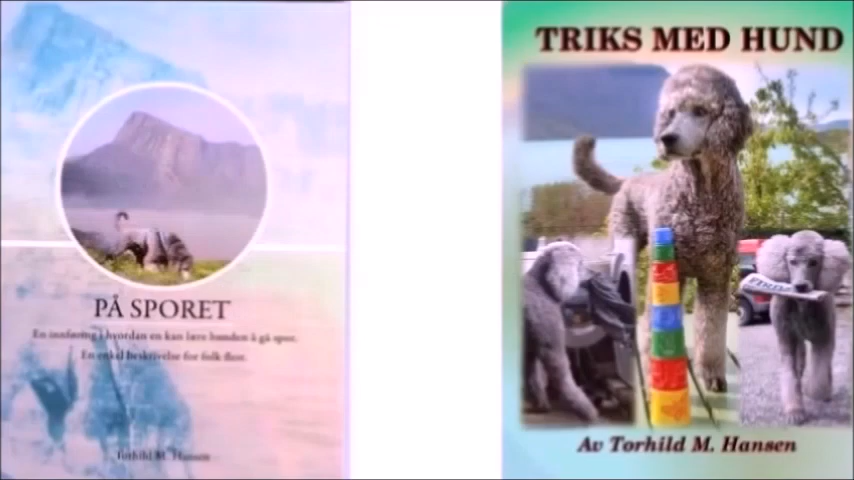 PÅ SPORET
En innføring i hvordan en kan lære hunden å gå spor.
En enkel beskrivelse for folk flest.
Torhild M. Hansen
TRIKS MED HUND
Av Torhild M. Hansen